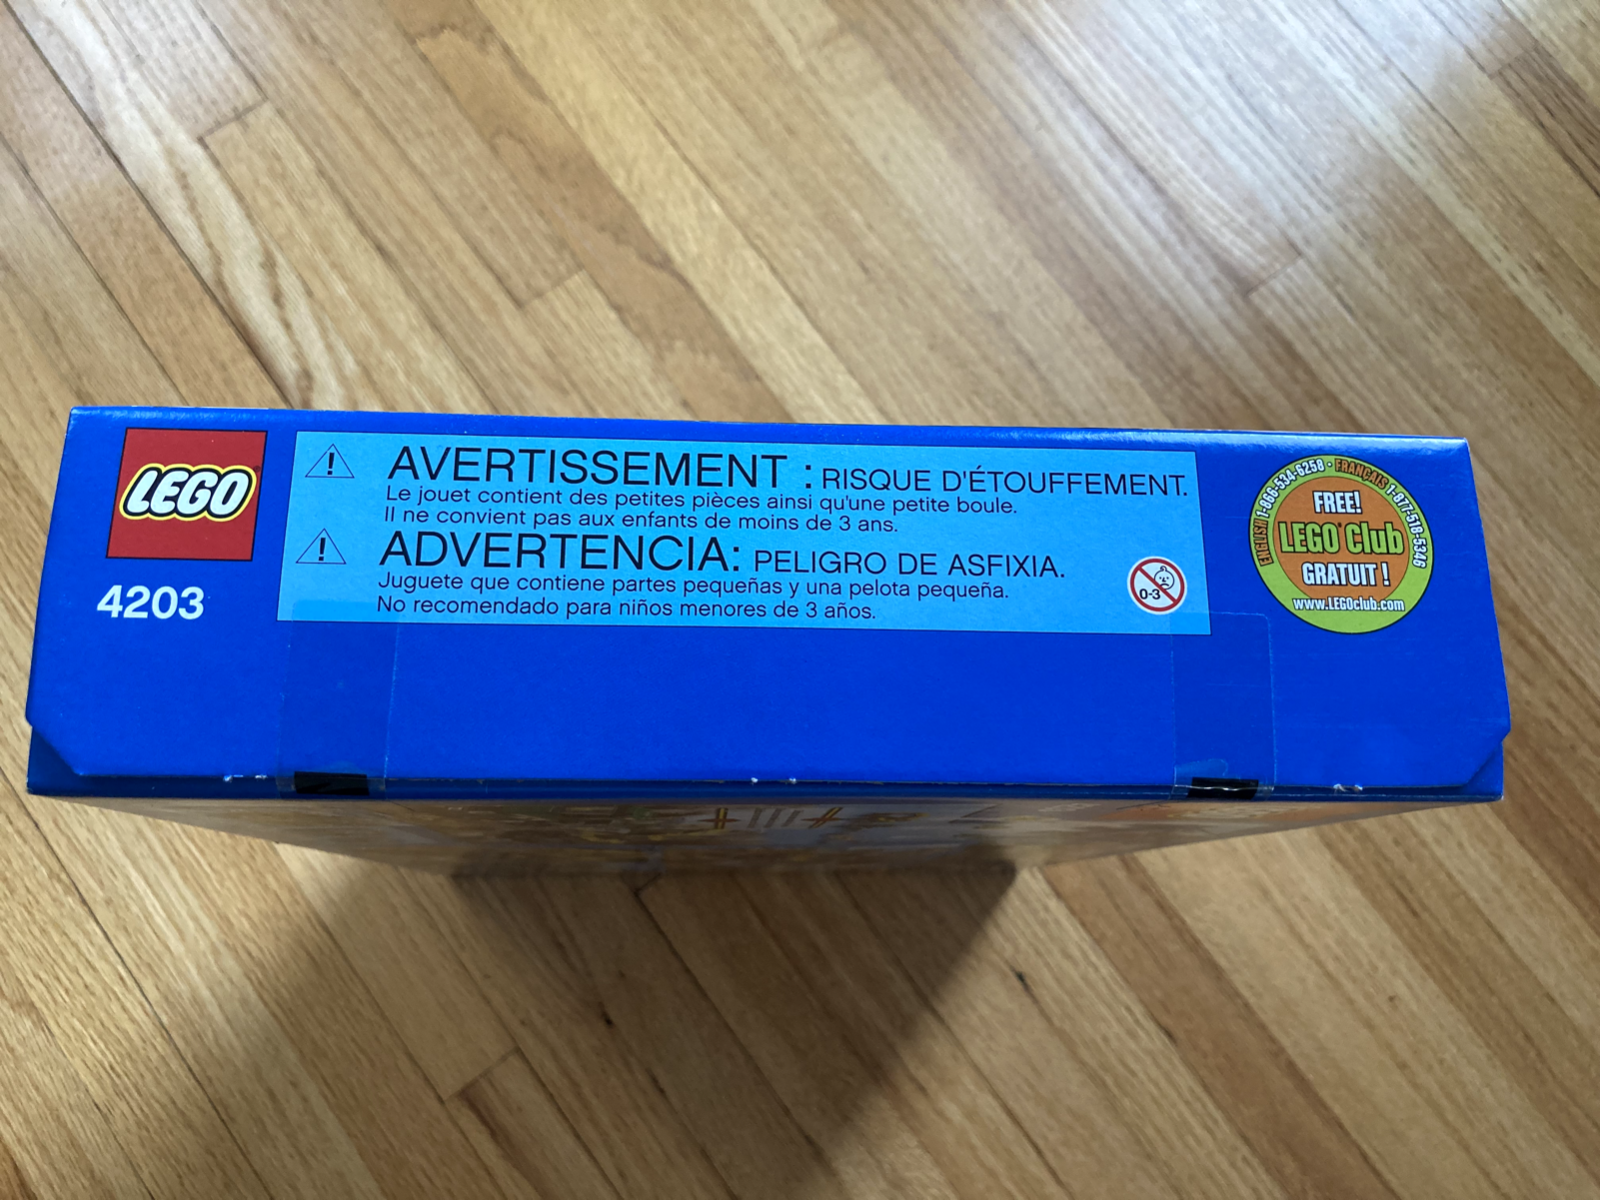 LEGO
4203
AVERTISSEMENT : RISQUE D'ÉTOUFFEMENT.
Le jouet contient des petites pièces ainsi qu'une petite boule.
Il ne convient pas aux enfants de moins de 3 ans.
ADVERTENCIA: PELIGRO DE ASFIXIA.
Juguete que contiene partes pequeñas y una pelota pequeña.
No recomendado para niños menores de 3 años.
0-3
ENGLISH 1-866-534-6258 • FRANÇAIS 1-877-518-5346
FREE!
LEGO® Club
GRATUIT !
www.LEGOclub.com